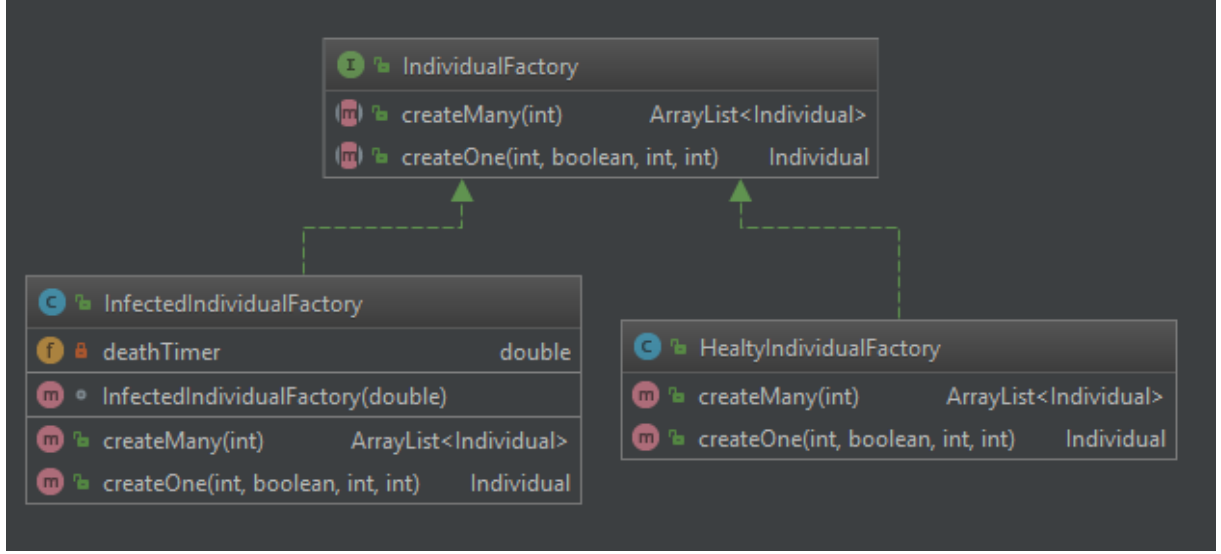 I IndividualFactory
m createMany(int) ArrayList<Individual>
m createOne(int, boolean, int, int) Individual
C InfectedIndividualFactory
f deathTimer double
m InfectedIndividualFactory(double)
m createMany(int) ArrayList<Individual>
m createOne(int, boolean, int, int) Individual
C HealtyIndividualFactory
m createMany(int) ArrayList<Individual>
m createOne(int, boolean, int, int) Individual